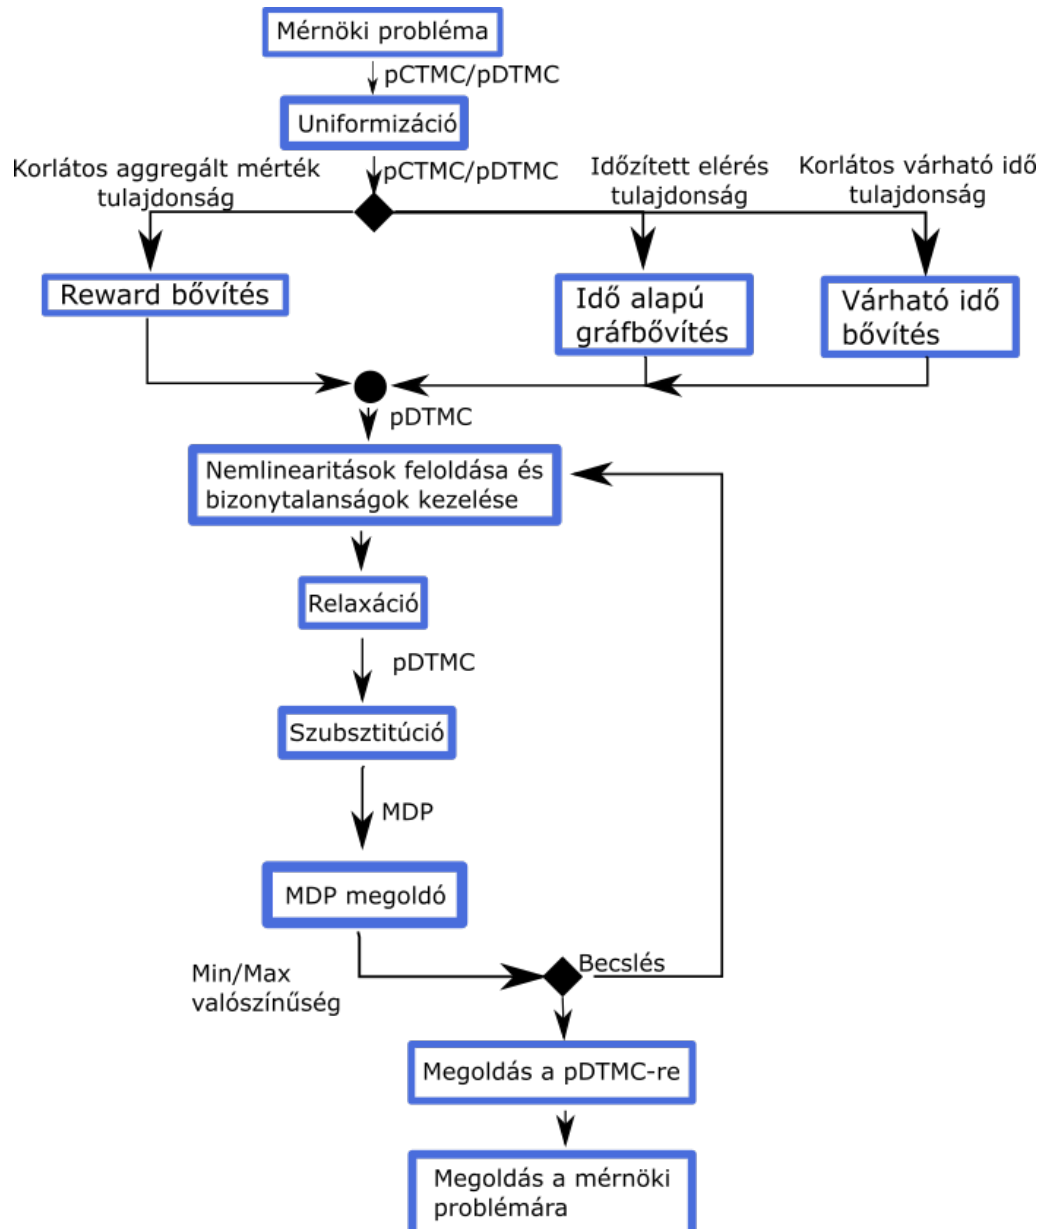 Mérnöki probléma
pCTMC/pDTMC
Uniformizáció
pCTMC/pDTMC
Korlátos aggregált mérték
tulajdonság
Időzített elérés
tulajdonság
Korlátos várható idő
tulajdonság
Reward bővítés
Idő alapú
gráfbővítés
Várható idő
bővítés
pDTMC
Nemlinearitások feloldása és
bizonytalanságok kezelése
Relaxáció
pDTMC
Szubsztitúció
MDP
MDP megoldó
Min/Max
valószínűség
Becslés
Megoldás a pDTMC-re
Megoldás a mérnöki
problémára